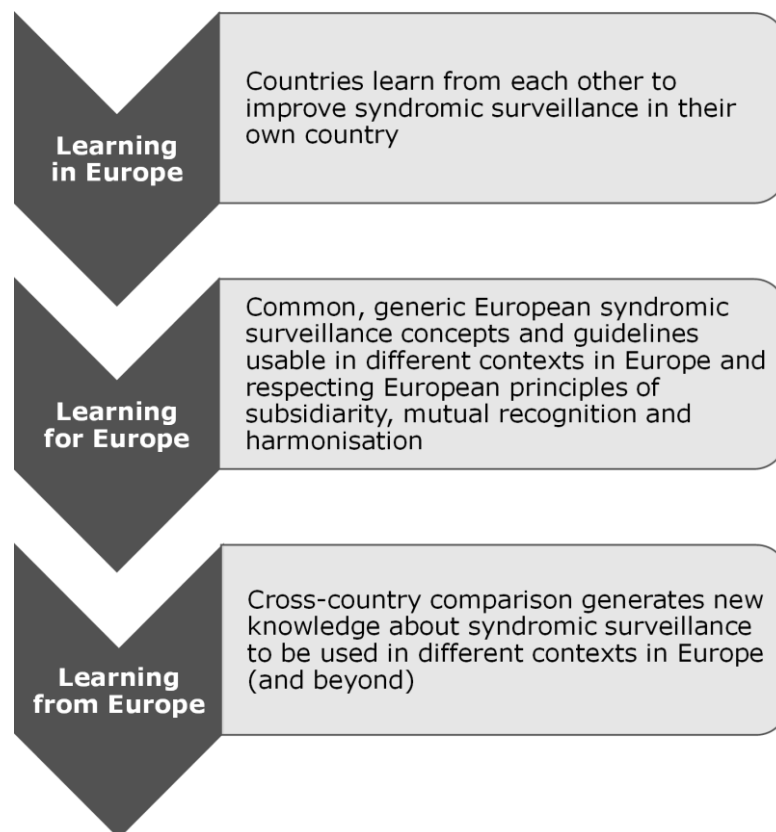 Learning
in Europe
Countries learn from each other to
improve syndromic surveillance in their
own country
Learning
for Europe
Common, generic European syndromic
surveillance concepts and guidelines
usable in different contexts in Europe and
respecting European principles of
subsidiarity, mutual recognition and
harmonisation
Learning
from Europe
Cross-country comparison generates new
knowledge about syndromic surveillance
to be used in different contexts in Europe
(and beyond)